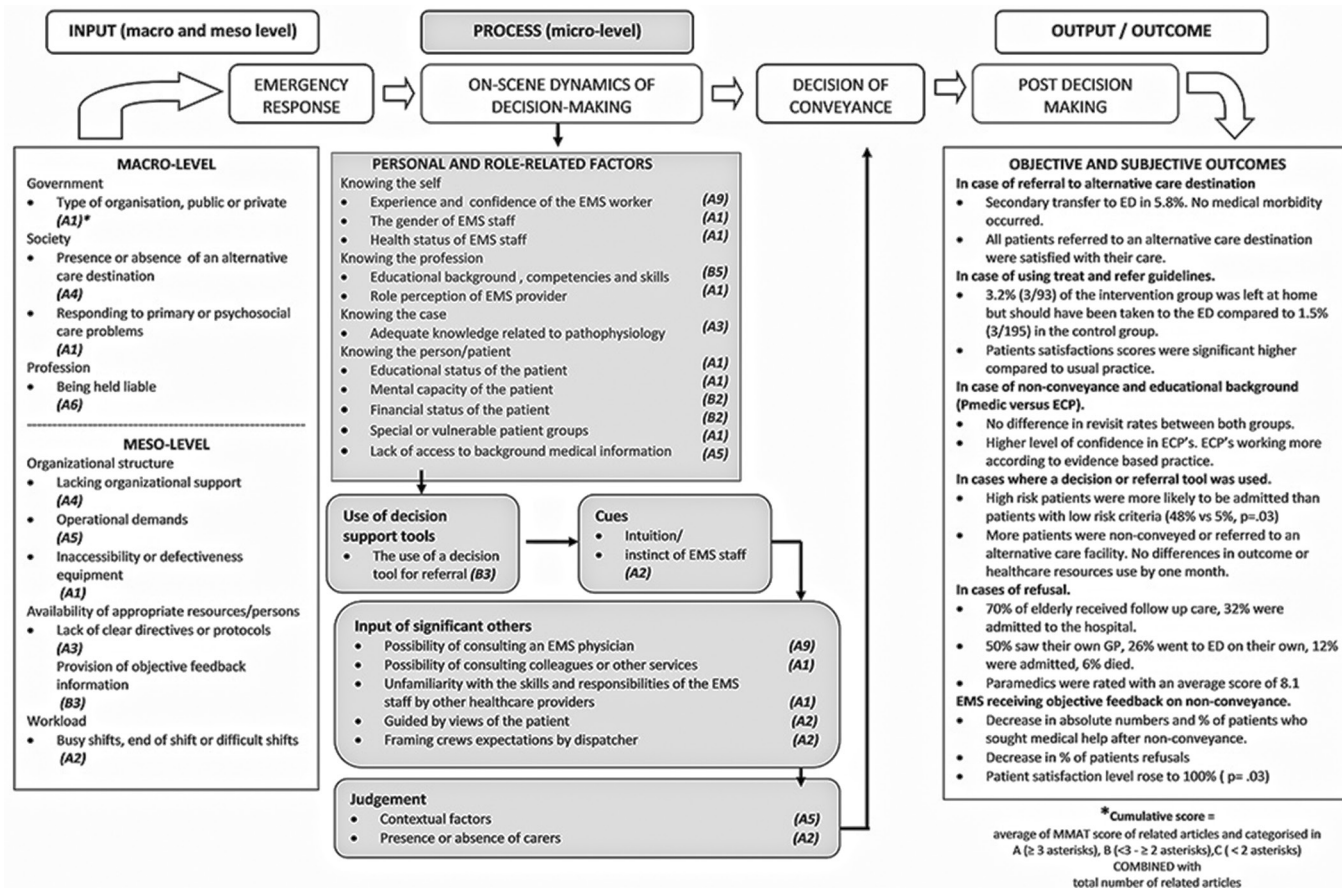 INPUT (macro and meso level)
PROCESS (micro-level)
OUTPUT / OUTCOME
EMERGENCY
RESPONSE
ON-SCENE DYNAMICS OF
DECISION-MAKING
DECISION OF
CONVEYANCE
POST DECISION
MAKING
MACRO-LEVEL
Government
• Type of organisation, public or private
(A1)*
Society
• Presence or absence of an alternative
care destination
(A4)
• Responding to primary or psychosocial
care problems
(A1)
Profession
• Being held liable
(A6)
MESO-LEVEL
Organizational structure
• Lacking organizational support
(A4)
• Operational demands
(A5)
• Inaccessibility or defectiveness
equipment
(A1)
Availability of appropriate resources/persons
• Lack of clear directives or protocols
(A3)
Provision of objective feedback
information
(B3)
Workload
• Busy shifts, end of shift or difficult shifts
(A2)
PERSONAL AND ROLE-RELATED FACTORS
Knowing the self
• Experience and confidence of the EMS worker (A9)
• The gender of EMS staff (A1)
• Health status of EMS staff (A1)
Knowing the profession
• Educational background , competencies and skills (B5)
• Role perception of EMS provider (A1)
Knowing the case
• Adequate knowledge related to pathophysiology (A3)
Knowing the person/patient
(A1)
• Educational status of the patient
(A1)
• Mental capacity of the patient
(B2)
• Financial status of the patient
(B2)
• Special or vulnerable patient groups
(A1)
• Lack of access to background medical information (A5)
Use of decision
support tools
• The use of a decision
tool for referral (B3)
Cues
• Intuition/
• instinct of EMS staff
(A2)
Input of significant others
• Possibility of consulting an EMS physician (A9)
• Possibility of consulting colleagues or other services (A1)
• Unfamiliarity with the skills and responsibilities of the EMS
staff by other healthcare providers (A1)
• Guided by views of the patient (A2)
• Framing crews expectations by dispatcher (A2)
Judgement
• Contextual factors (A5)
• Presence or absence of carers (A2)
OBJECTIVE AND SUBJECTIVE OUTCOMES
In case of referral to alternative care destination
• Secondary transfer to ED in 5.8%. No medical morbidity
occurred.
• All patients referred to an alternative care destination
were satisfied with their care.
In case of using treat and refer guidelines.
• 3.2% (3/93) of the intervention group was left at home
but should have been taken to the ED compared to 1.5%
(3/195) in the control group.
• Patients satisfactions scores were significant higher
compared to usual practice.
In case of non-conveyance and educational background
(Pmedic versus ECP).
• No difference in revisit rates between both groups.
• Higher level of confidence in ECP's. ECP's working more
according to evidence based practice.
In cases where a decision or referral tool was used.
• High risk patients were more likely to be admitted than
patients with low risk criteria (48% vs 5%, p=.03)
• More patients were non-conveyed or referred to an
alternative care facility. No differences in outcome or
healthcare resources use by one month.
In cases of refusal.
• 70% of elderly received follow up care, 32% were
admitted to the hospital.
• 50% saw their own GP, 26% went to ED on their own, 12%
were admitted, 6% died.
• Paramedics were rated with an average score of 8.1
EMS receiving objective feedback on non-conveyance.
• Decrease in absolute numbers and % of patients who
sought medical help after non-conveyance.
• Decrease in % of patients refusals
• Patient satisfaction level rose to 100% ( p= .03)
*Cumulative score =
average of MMAT score of related articles and categorised in
A (≥ 3 asterisks), B (<3 - ≥ 2 asterisks),C ( < 2 asterisks)
COMBINED with
total number of related articles